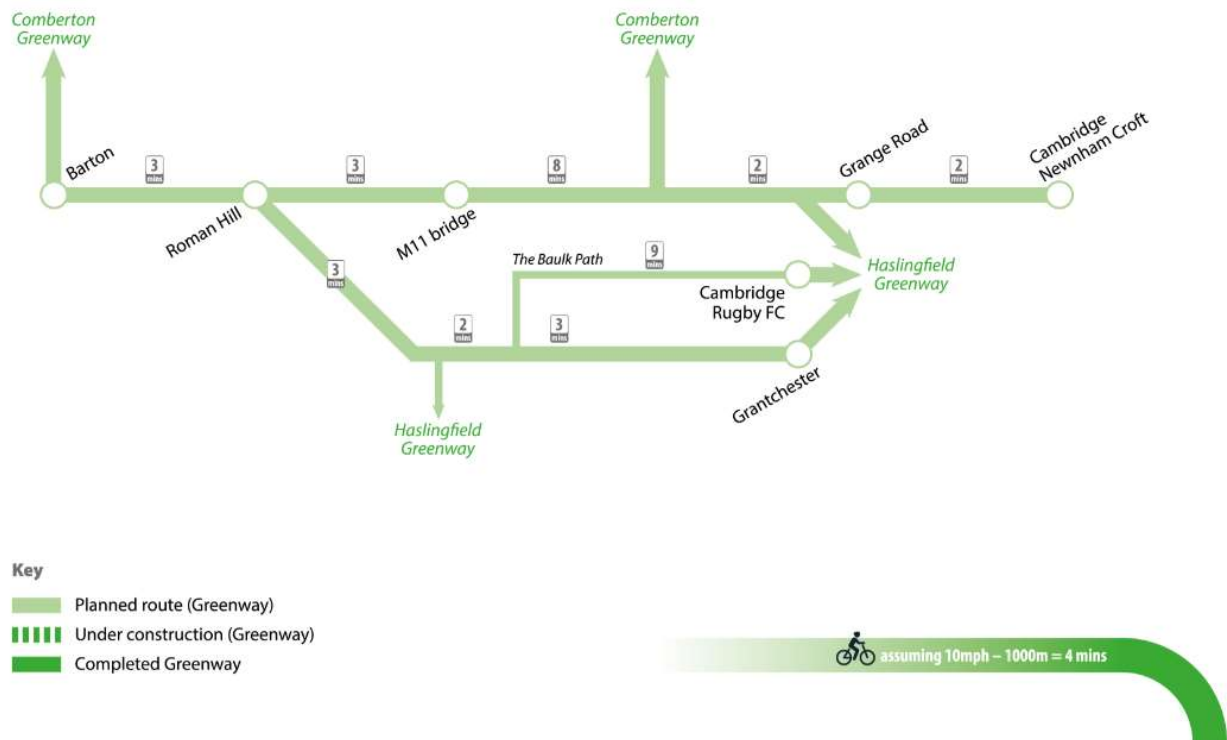 Comberton
Greenway
Comberton
Greenway
Barton
3
mins
Roman Hill
3
mins
M11 bridge
8
mins
2
mins
Grange Road
2
mins
Cambridge
Newnham Croft
3
mins
The Baulk Path
9
mins
Cambridge
Rugby FC
Haslingfield
Greenway
2
mins
3
mins
Grantchester
Haslingfield
Greenway
Key
Planned route (Greenway)
Under construction (Greenway)
Completed Greenway
assuming 10mph – 1000m = 4 mins